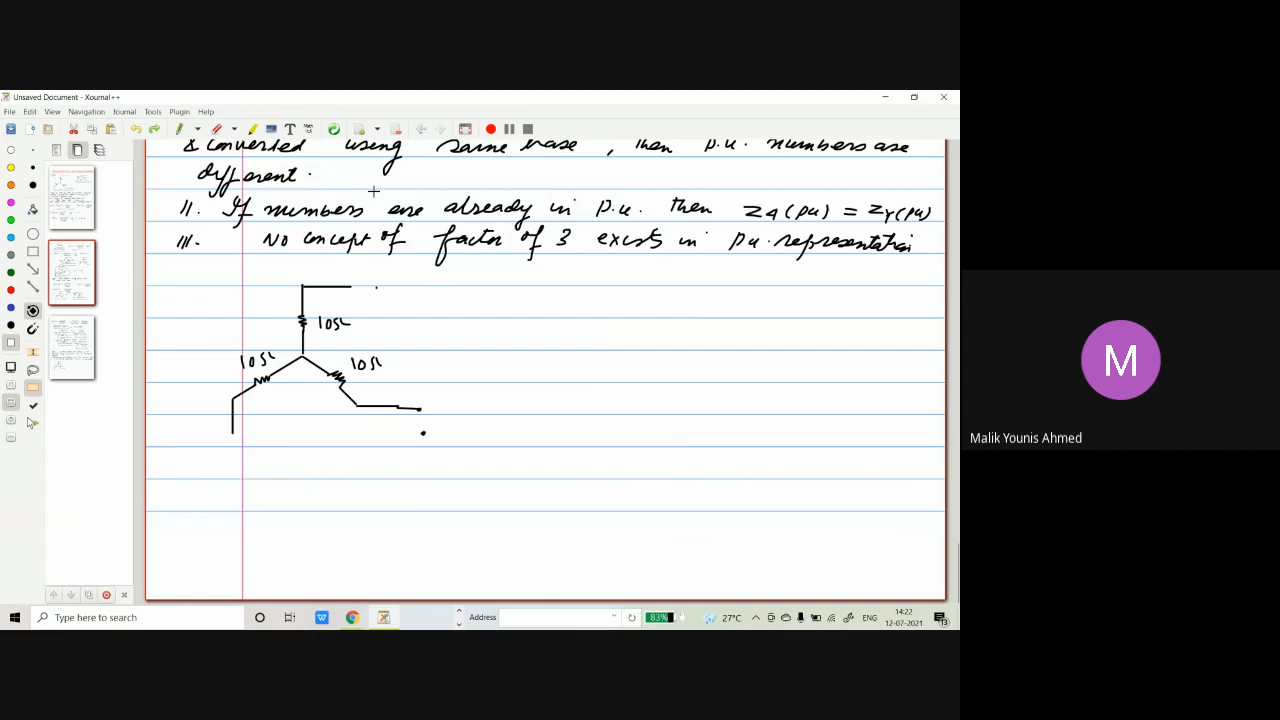 Unsaved Document - Xournal++
File Edit View Navigation Journal Tools Plugin Help
& converted using same base, then p.u. numbers are
different.
II. If numbers are already in p.u. then ZΔ(pu) = ZY(pu)
III. No concept of factor of 3 exists in p.u. representation
10Ω
10Ω 10Ω
M
Malik Younis Ahmed
Type here to search
Address
83%
27°C
ENG
14:22
12-07-2021